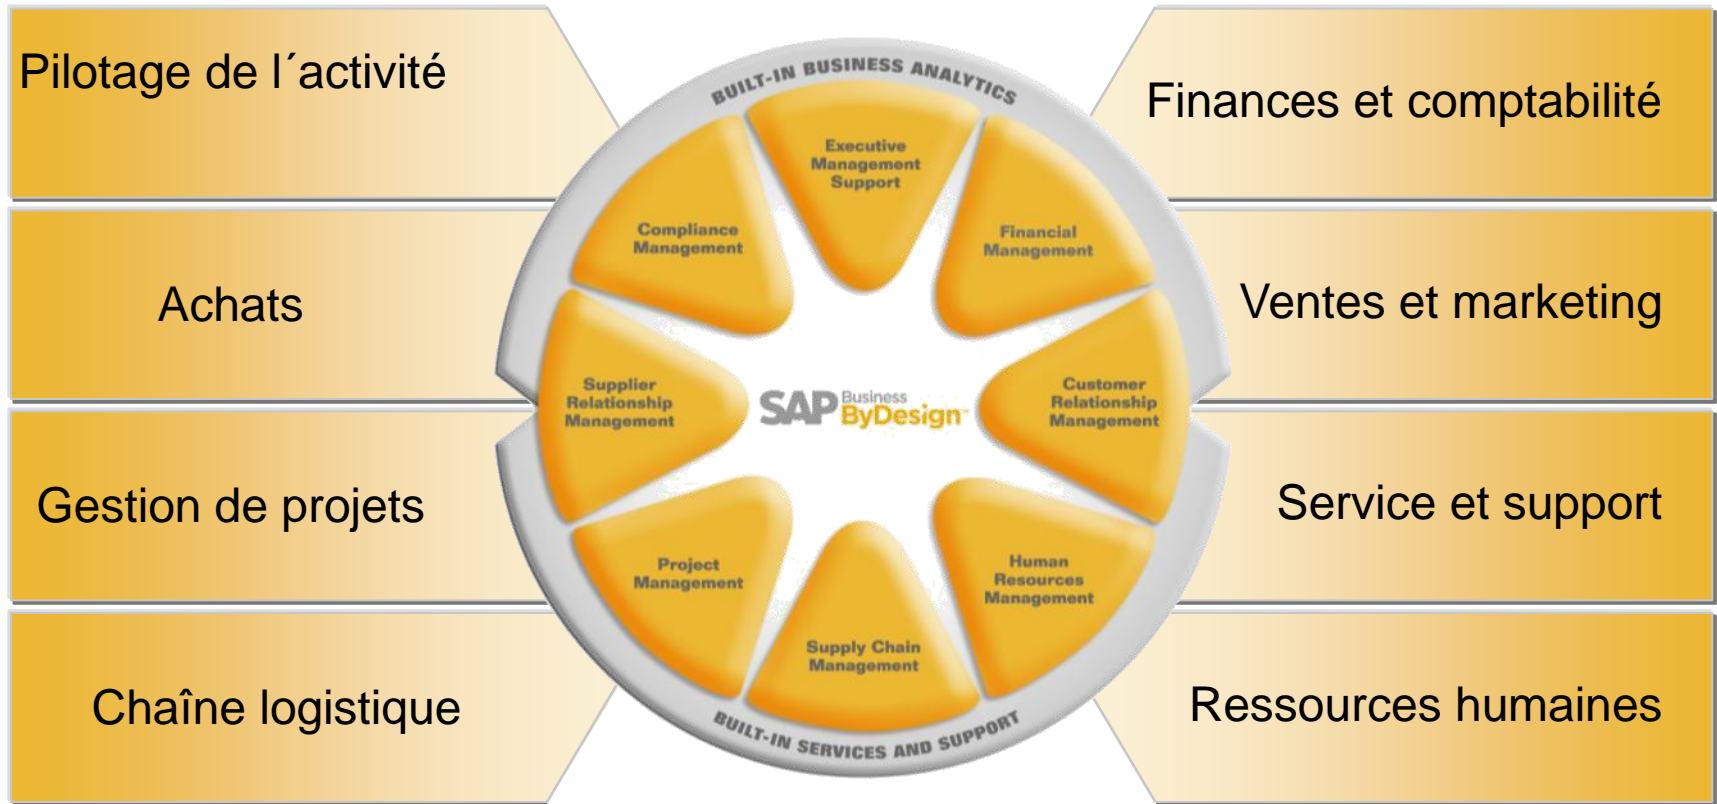 Pilotage de l´activité
Achats
Gestion de projets
Chaîne logistique
BUILT-IN BUSINESS ANALYTICS
Executive
Management
Support
Compliance
Management
Financial
Management
Supplier
Relationship
Management
SAP Business
ByDesign™
Customer
Relationship
Management
Project
Management
Human
Resources
Management
Supply Chain
Management
BUILT-IN SERVICES AND SUPPORT
Finances et comptabilité
Ventes et marketing
Service et support
Ressources humaines